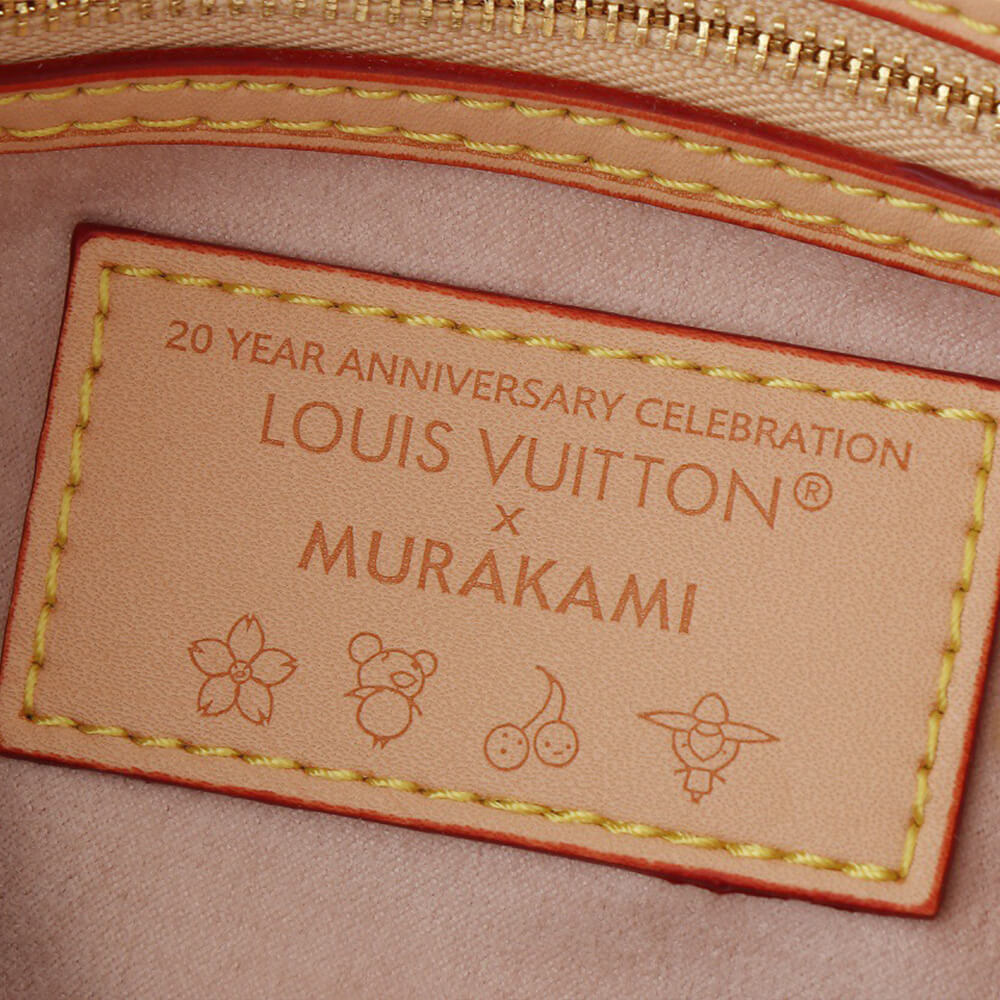 20 YEAR ANNIVERSARY CELEBRATION
LOUIS VUITTON®
x
MURAKAMI